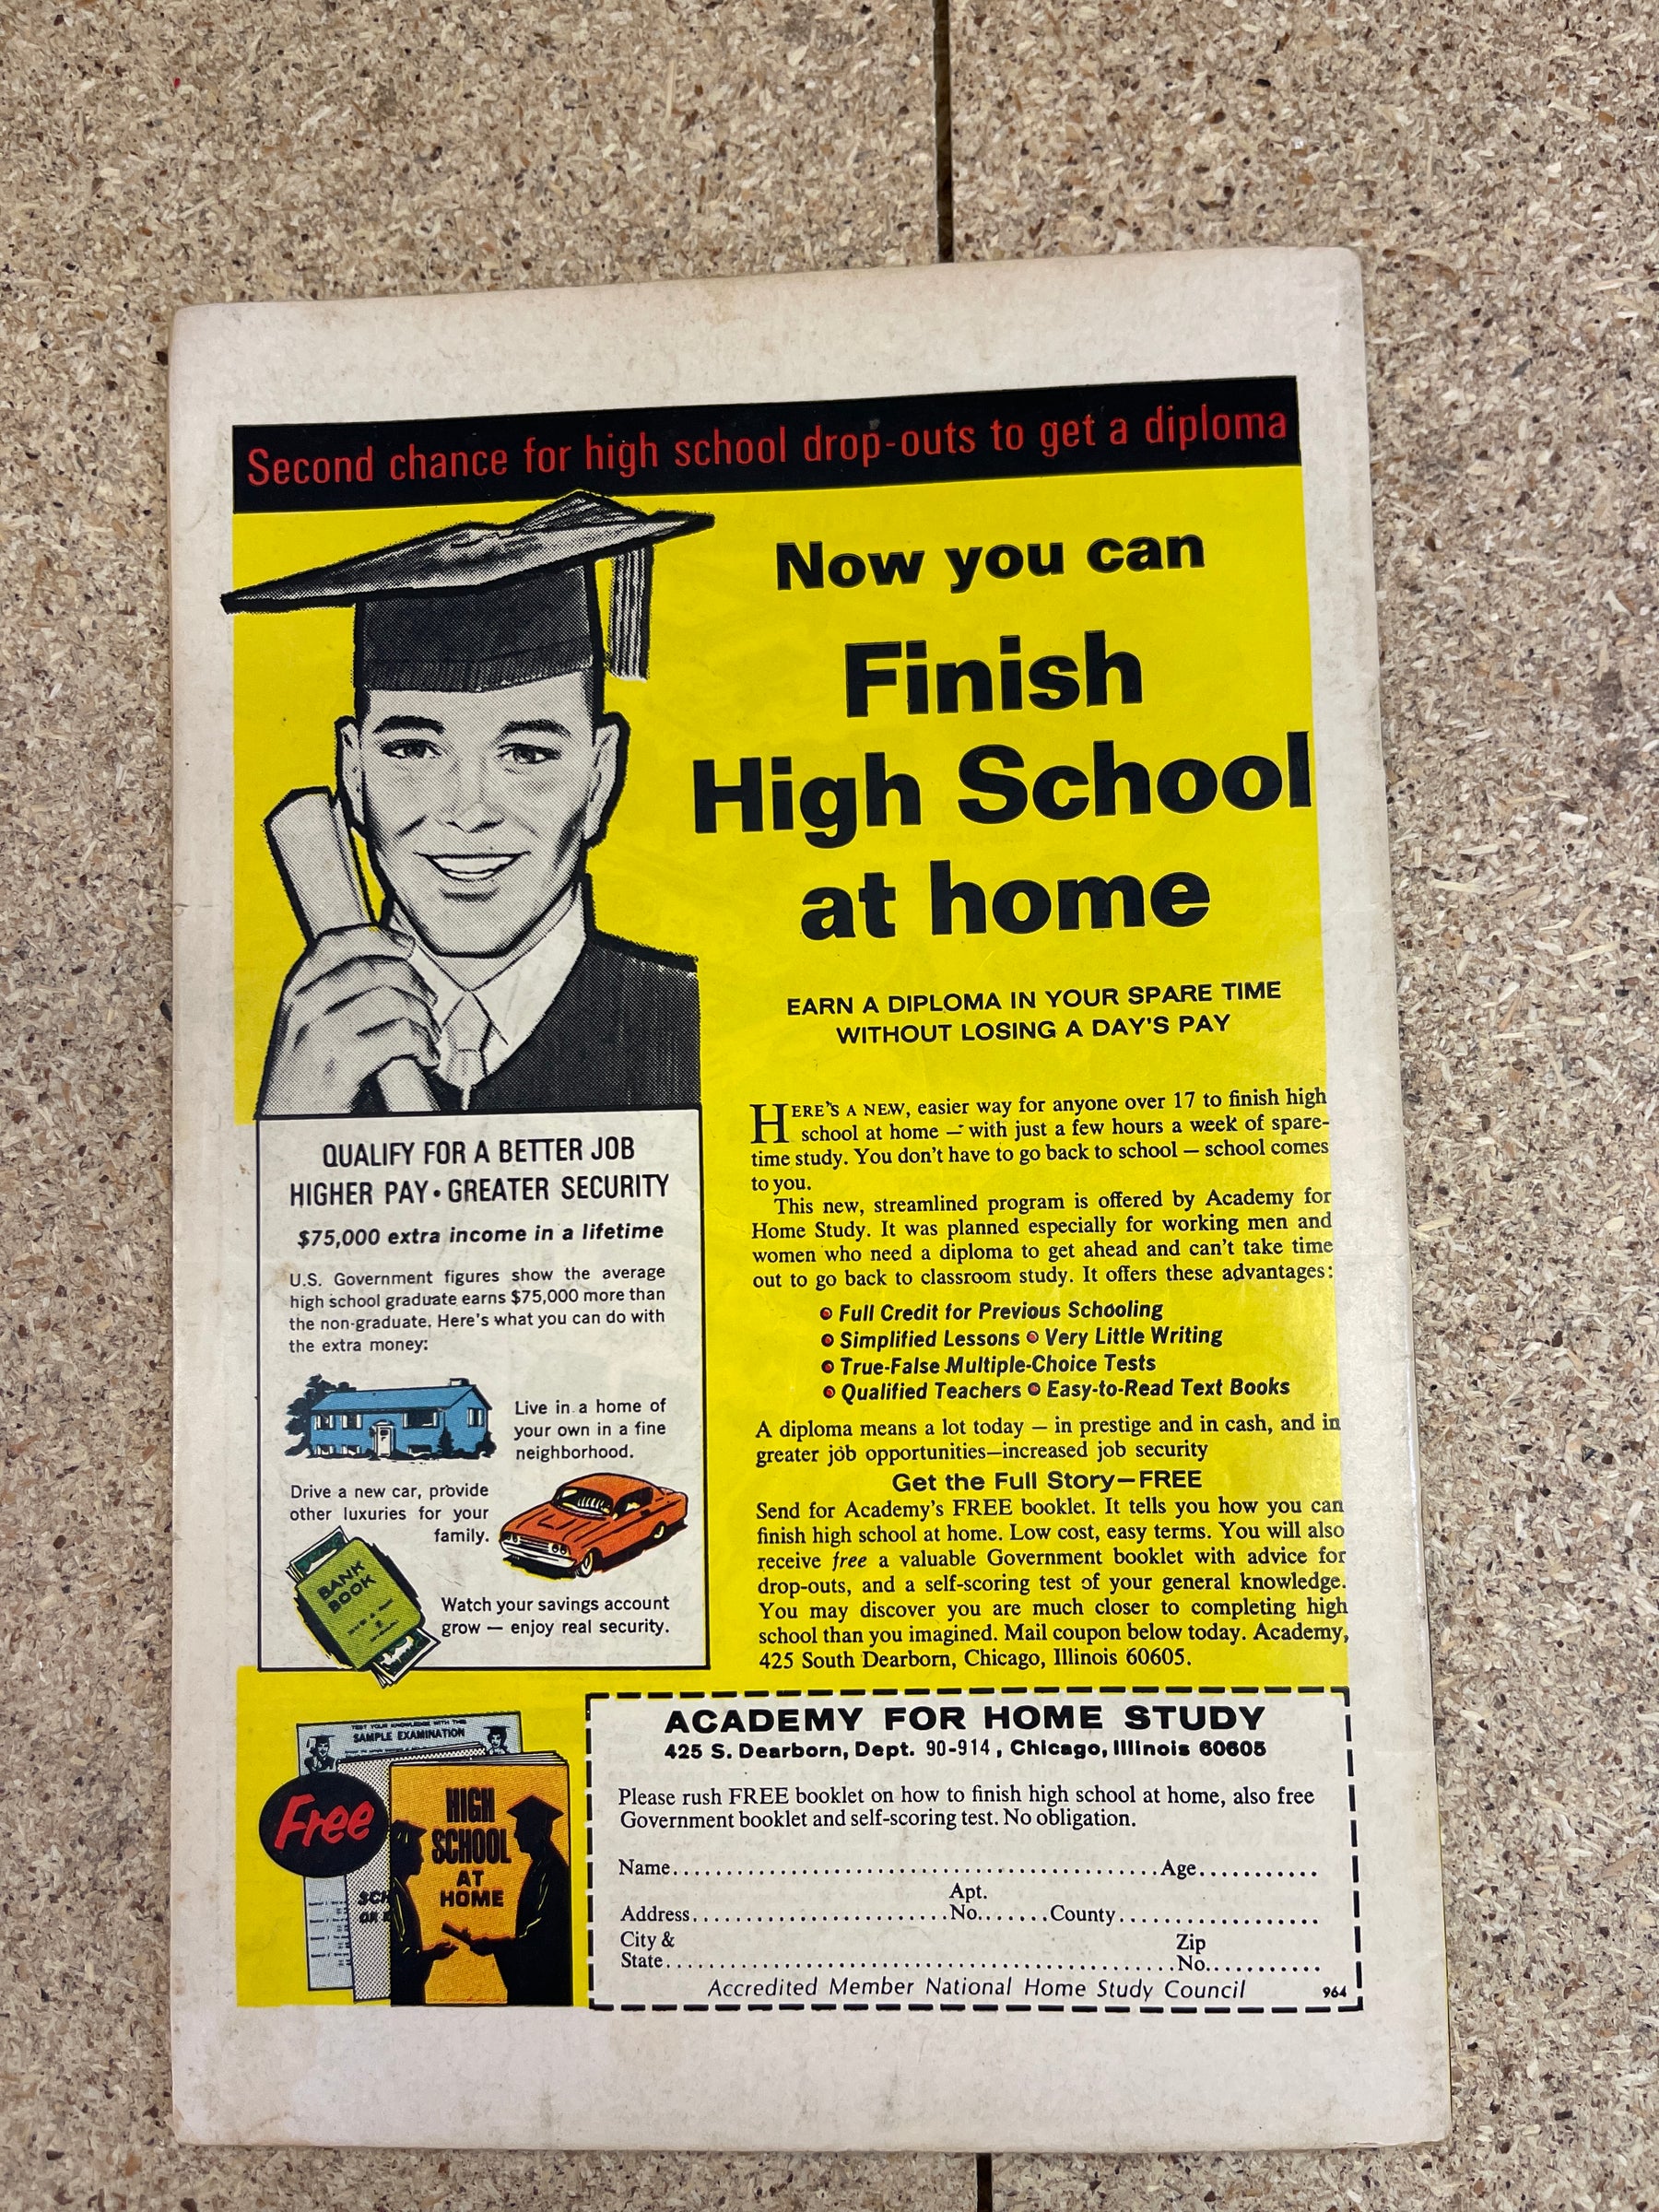 Second chance for high school drop-outs to get a diploma
Now you can
Finish
High School
at home
EARN A DIPLOMA IN YOUR SPARE TIME
WITHOUT LOSING A DAY'S PAY
HERE'S A NEW, easier way for anyone over 17 to finish high
school at home — with just a few hours a week of spare-
time study. You don't have to go back to school — school comes
to you.
This new, streamlined program is offered by Academy for
Home Study. It was planned especially for working men and
women who need a diploma to get ahead and can't take time
out to go back to classroom study. It offers these advantages:
• Full Credit for Previous Schooling
• Simplified Lessons • Very Little Writing
• True-False Multiple-Choice Tests
• Qualified Teachers • Easy-to-Read Text Books
A diploma means a lot today — in prestige and in cash, and in
greater job opportunities—increased job security
Get the Full Story—FREE
Send for Academy's FREE booklet. It tells you how you can
finish high school at home. Low cost, easy terms. You will also
receive free a valuable Government booklet with advice for
drop-outs, and a self-scoring test of your general knowledge.
You may discover you are much closer to completing high
school than you imagined. Mail coupon below today. Academy,
425 South Dearborn, Chicago, Illinois 60605.
QUALIFY FOR A BETTER JOB
HIGHER PAY • GREATER SECURITY
$75,000 extra income in a lifetime
U.S. Government figures show the average
high school graduate earns $75,000 more than
the non-graduate. Here's what you can do with
the extra money:
Live in a home of
your own in a fine
neighborhood.
Drive a new car, provide
other luxuries for your
family.
BANK
BOOK
Watch your savings account
grow — enjoy real security.
TEST YOUR KNOWLEDGE WITH THIS
SAMPLE EXAMINATION
Free
HIGH
SCHOOL
AT
HOME
ACADEMY FOR HOME STUDY
425 S. Dearborn, Dept. 90-914, Chicago, Illinois 60605
Please rush FREE booklet on how to finish high school at home, also free
Government booklet and self-scoring test. No obligation.
Name.................................................Age............
Apt.
Address..........................No.......County.....................
City & Zip
State....................................................No...........
Accredited Member National Home Study Council 964